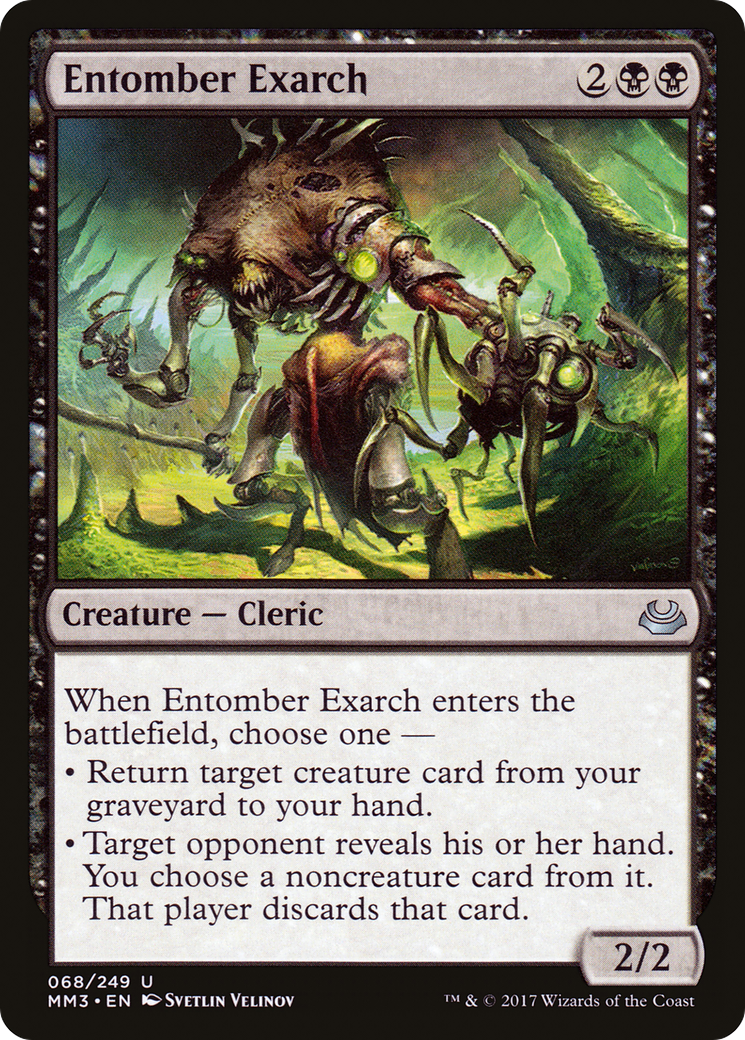 Entomber Exarch 2
velinov
Creature — Cleric
When Entomber Exarch enters the
battlefield, choose one —
• Return target creature card from your
graveyard to your hand.
• Target opponent reveals his or her hand.
You choose a noncreature card from it.
That player discards that card.
2/2
068/249 U
MM3 • EN Svetlin Velinov
™ & © 2017 Wizards of the Coast